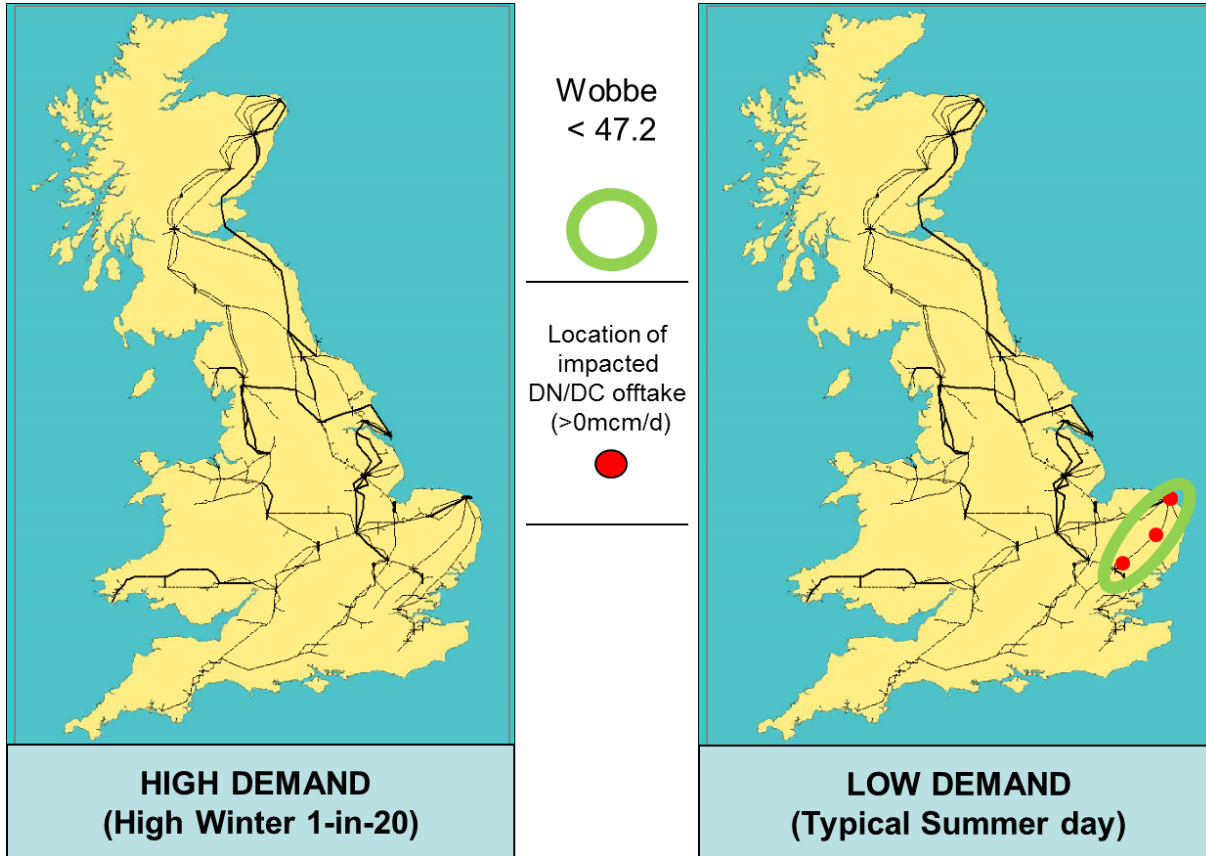 Wobbe
< 47.2
Location of
impacted
DN/DC offtake
(>0mcm/d)
HIGH DEMAND
(High Winter 1-in-20)
LOW DEMAND
(Typical Summer day)